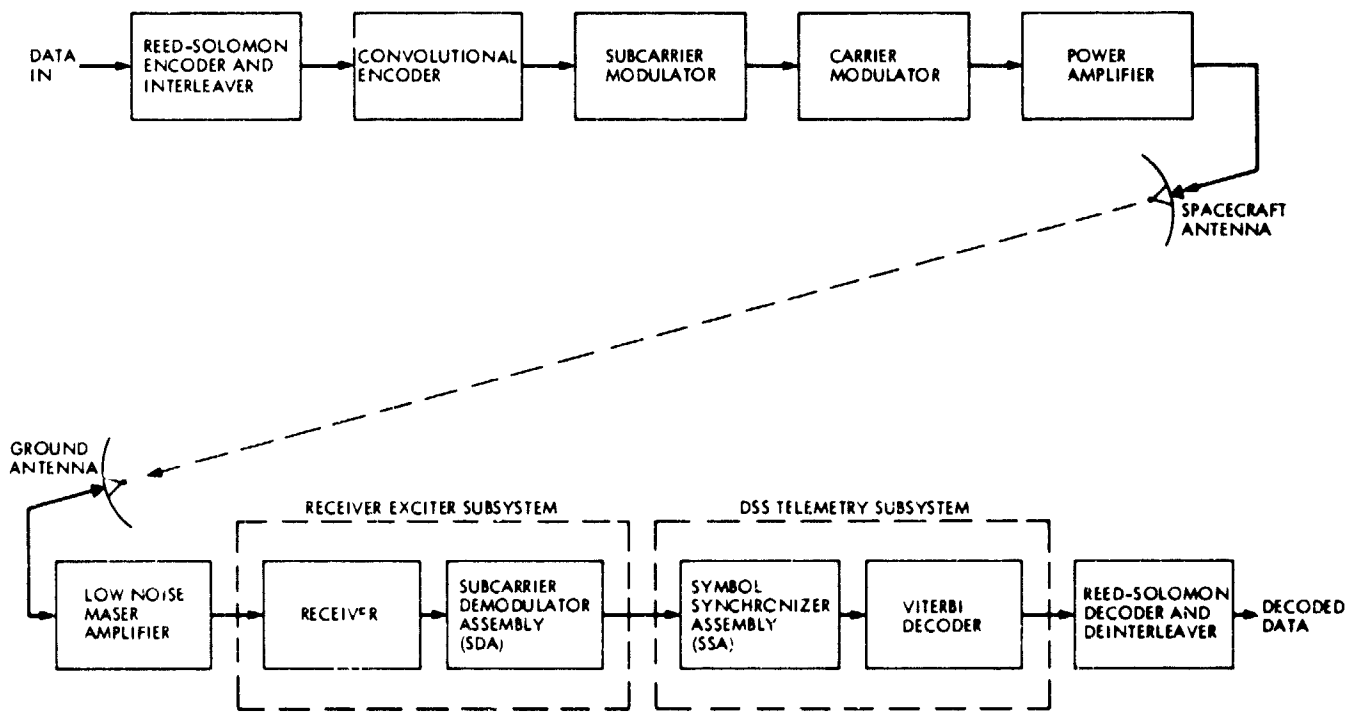 DATA
IN
REED-SOLOMON
ENCODER AND
INTERLEAVER
CONVOLUTIONAL
ENCODER
SUBCARRIER
MODULATOR
CARRIER
MODULATOR
POWER
AMPLIFIER
SPACECRAFT
ANTENNA
GROUND
ANTENNA
RECEIVER EXCITER SUBSYSTEM
DSS TELEMETRY SUBSYSTEM
LOW NOISE
MASER
AMPLIFIER
RECEIVER
SUBCARRIER
DEMODULATOR
ASSEMBLY
(SDA)
SYMBOL
SYNCHRONIZER
ASSEMBLY
(SSA)
VITERBI
DECODER
REED-SOLOMON
DECODER AND
DEINTERLEAVER
DECODED
DATA